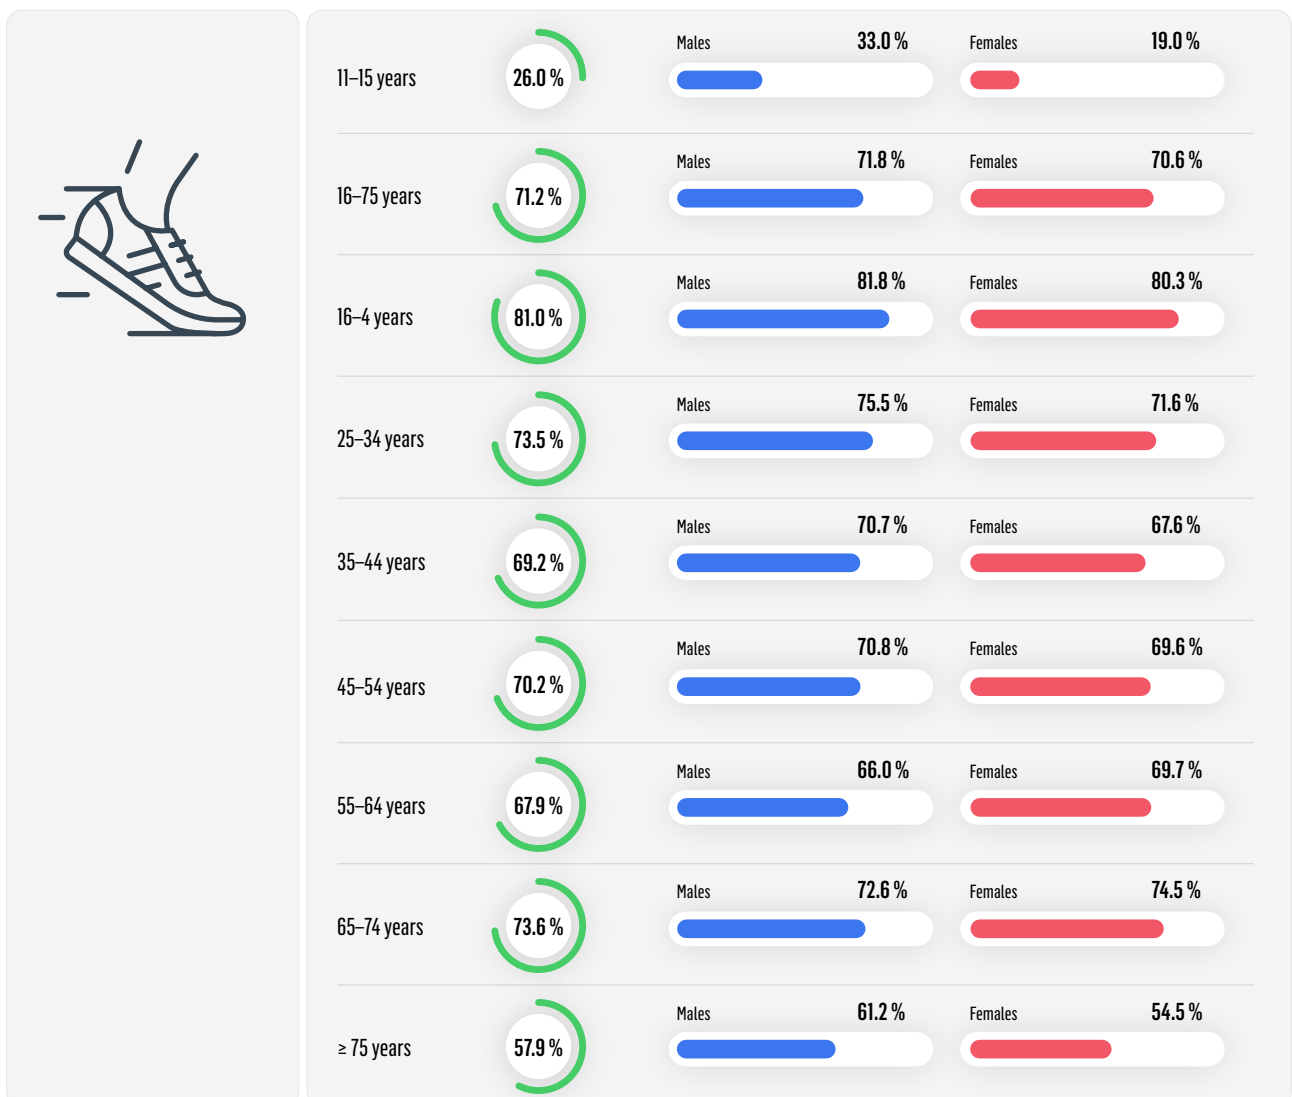 Males 33.0 % Females 19.0 %
11–15 years 26.0 %
Males 71.8 % Females 70.6 %
16–75 years 71.2 %
Males 81.8 % Females 80.3 %
16–4 years 81.0 %
Males 75.5 % Females 71.6 %
25–34 years 73.5 %
Males 70.7 % Females 67.6 %
35–44 years 69.2 %
Males 70.8 % Females 69.6 %
45–54 years 70.2 %
Males 66.0 % Females 69.7 %
55–64 years 67.9 %
Males 72.6 % Females 74.5 %
65–74 years 73.6 %
Males 61.2 % Females 54.5 %
≥ 75 years 57.9 %